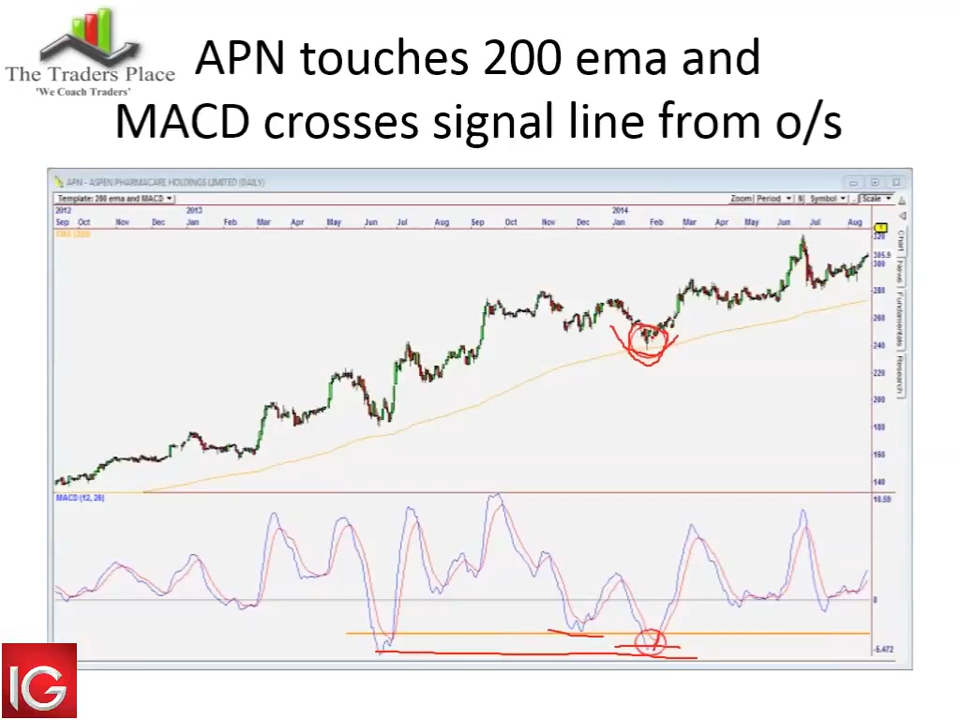 The Traders Place
'We Coach Traders'
APN touches 200 ema and
MACD crosses signal line from o/s
APN - ASPEN PHARMACARE HOLDINGS LIMITED (DAILY)
Template: 200 ema and MACD
Zoom Period N Symbol Scale
2012 2013 2014
Sep Oct Nov Dec Jan Feb Mar Apr May Jun Jul Aug Sep Oct Nov Dec Jan Feb Mar Apr May Jun Jul Aug
320
305.9
300
280
260
240
220
200
180
160
140
Chart
News
Fundamentals
Research
MACD (12, 26)
10.59
0
-5.472
IG